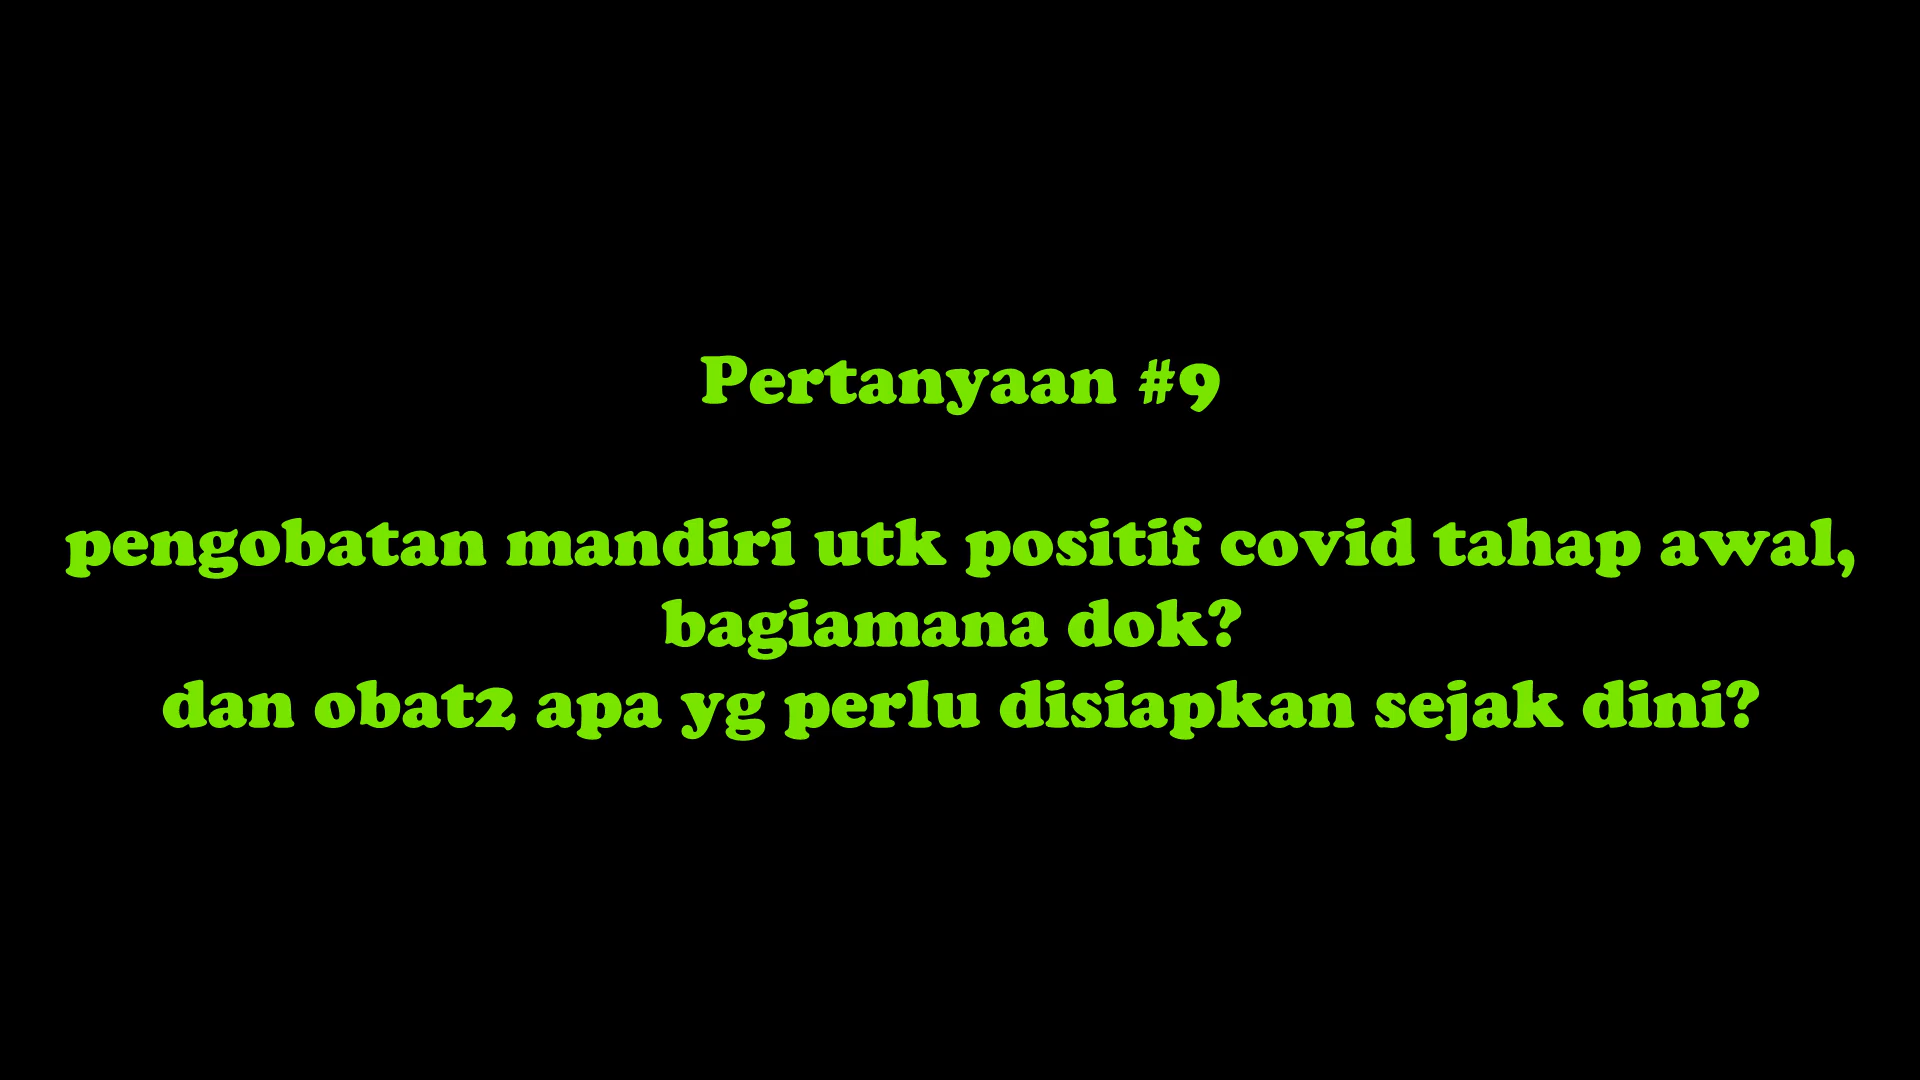 Pertanyaan #9
pengobatan mandiri utk positif covid tahap awal,
bagiamana dok?
dan obat2 apa yg perlu disiapkan sejak dini?